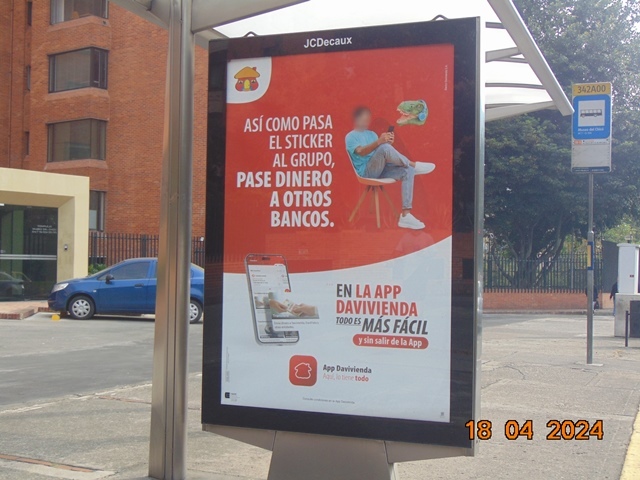 JCDecaux
ASÍ COMO PASA
EL STICKER
AL GRUPO,
PASE DINERO
A OTROS
BANCOS.
EN LA APP
DAVIVIENDA
TODO ES MÁS FÁCIL
y sin salir de la App
App Davivienda
Aquí, lo tiene todo
342A00
18 04 2024